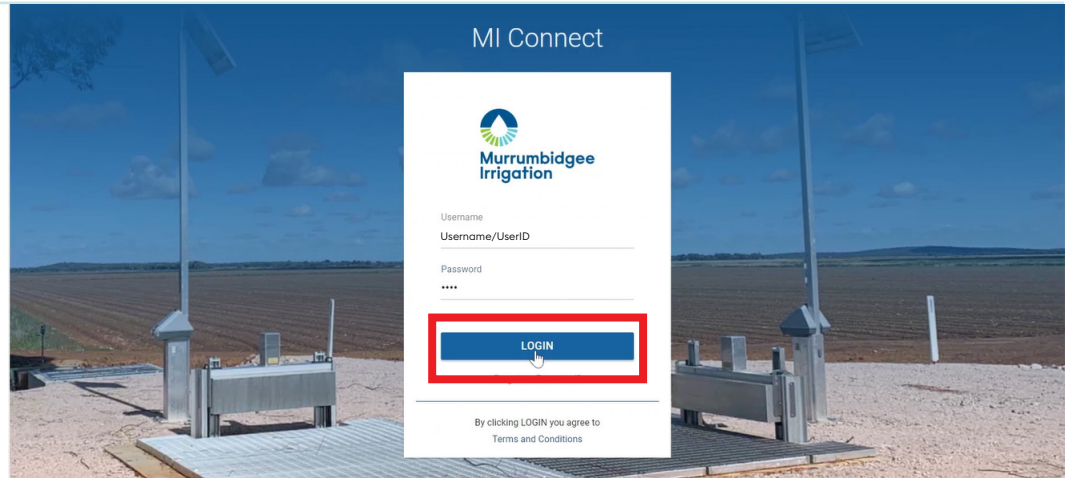 MI Connect
Murrumbidgee
Irrigation
Username
Username/UserID
Password
••••
LOGIN
By clicking LOGIN you agree to
Terms and Conditions